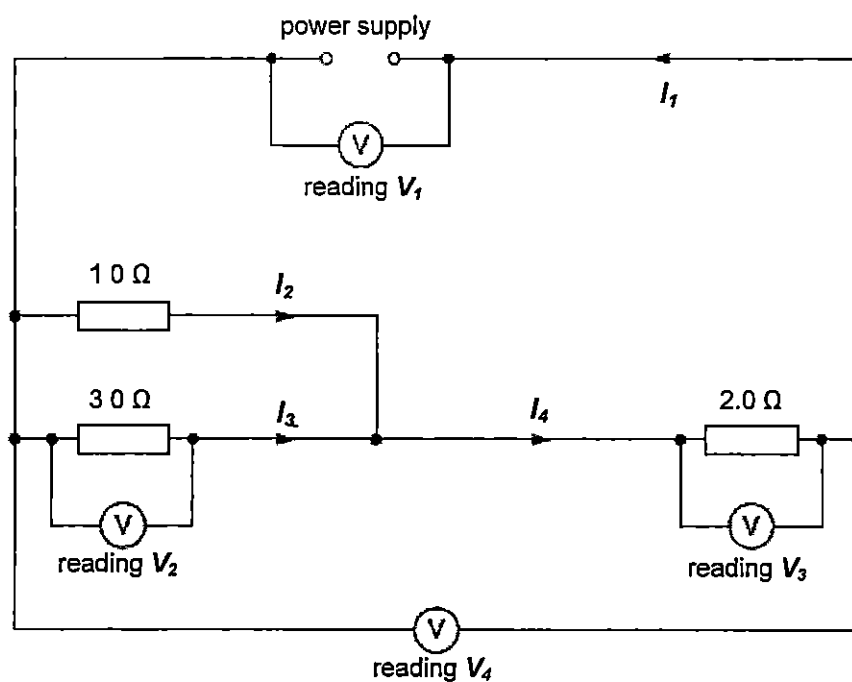 power supply
I₁
V
reading V₁
1 0 Ω
I₂
3 0 Ω
I₃
I₄
2.0 Ω
V
reading V₂
V
reading V₃
V
reading V₄